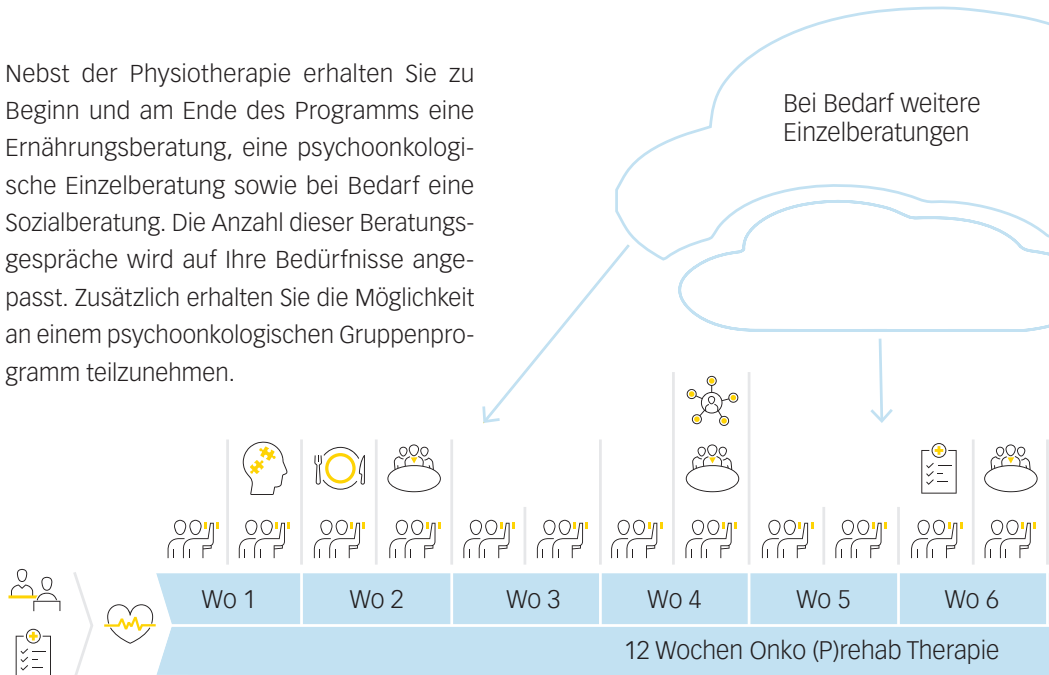 Nebst der Physiotherapie erhalten Sie zu
Beginn und am Ende des Programms eine
Ernährungsberatung, eine psychoonkologi-
sche Einzelberatung sowie bei Bedarf eine
Sozialberatung. Die Anzahl dieser Beratungs-
gespräche wird auf Ihre Bedürfnisse ange-
passt. Zusätzlich erhalten Sie die Möglichkeit
an einem psychoonkologischen Gruppenpro-
gramm teilzunehmen.
Bei Bedarf weitere
Einzelberatungen
Wo 1 Wo 2 Wo 3 Wo 4 Wo 5 Wo 6
12 Wochen Onko (P)rehab Therapie